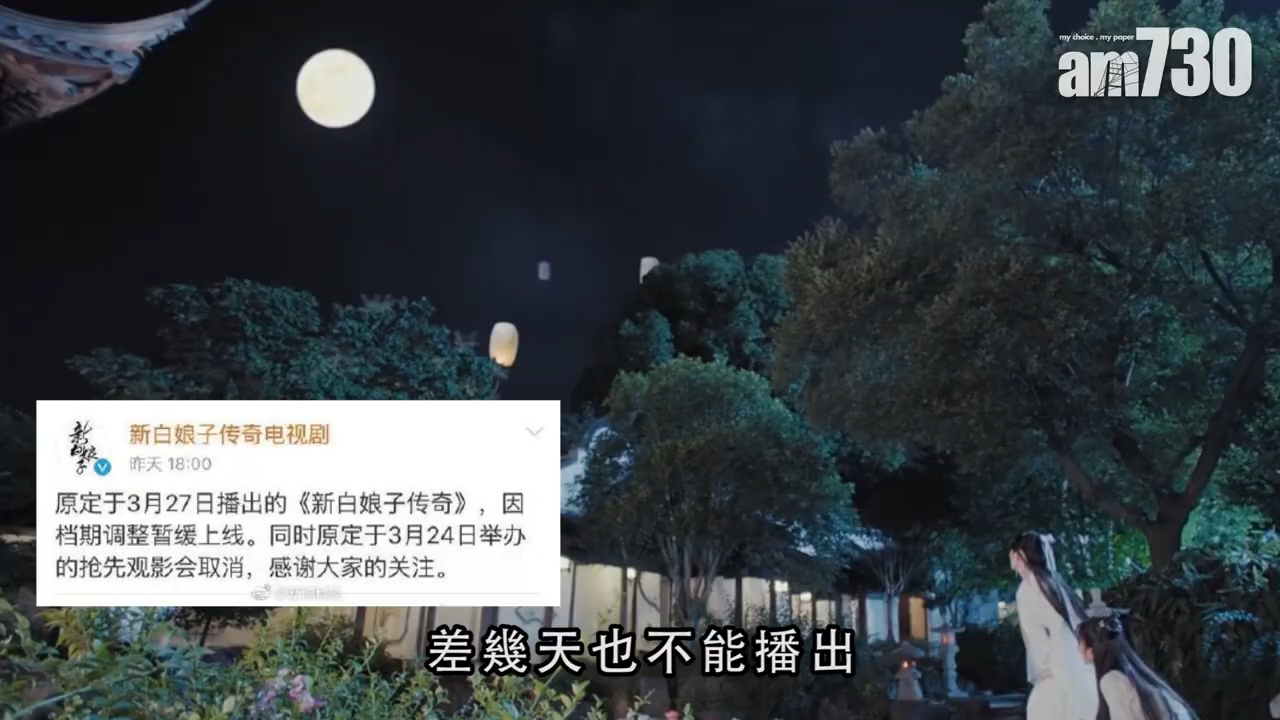 my choice . my paper
am730
新白娘子
新白娘子传奇电视剧
昨天 18:00
原定于3月27日播出的《新白娘子传奇》，因
档期调整暂缓上线。同时原定于3月24日举办
的抢先观影会取消，感谢大家的关注。
差幾天也不能播出